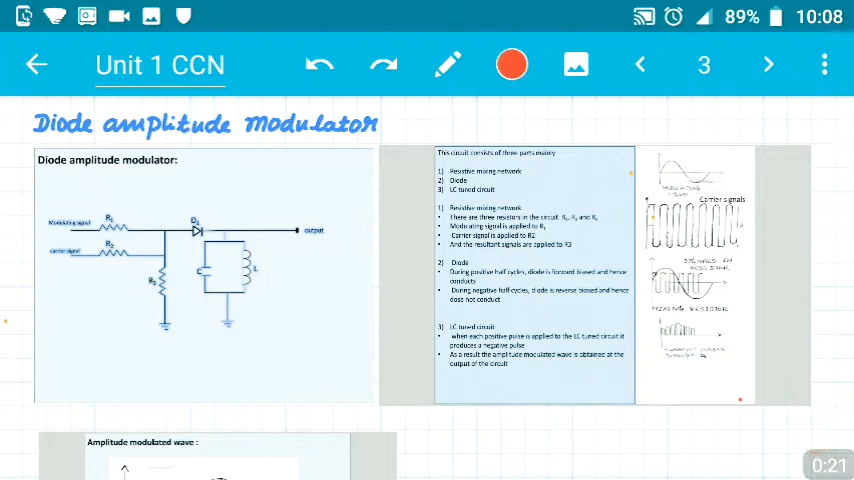 89% 10:08
Unit 1 CCN
3
Diode amplitude modulator
Diode amplitude modulator:
Modulating signal
R1
D1
output
carrier signal
R2
C
L
R3
This circuit consists of three parts mainly
1) Resistive mixing network
2) Diode
3) LC tuned circuit
1) Resistive mixing network
• There are three resistors in the circuit R1, R2 and R3
• Modulating signal is applied to R1
• Carrier signal is applied to R2
• And the resultant signals are applied to R3
2) Diode
• During positive half cycles, diode is forward biased and hence
conducts
• During negative half cycles, diode is reverse biased and hence
dose not conduct
3) LC tuned circuit
• when each positive pulse is applied to the LC tuned circuit it
produces a negative pulse
• As a result the amplitude modulated wave is obtained at the
output of the circuit
Carrier signals
SIGNALS IN
RESISTOR
MIXING RESISTOR
Amplitude modulated wave :
0:21